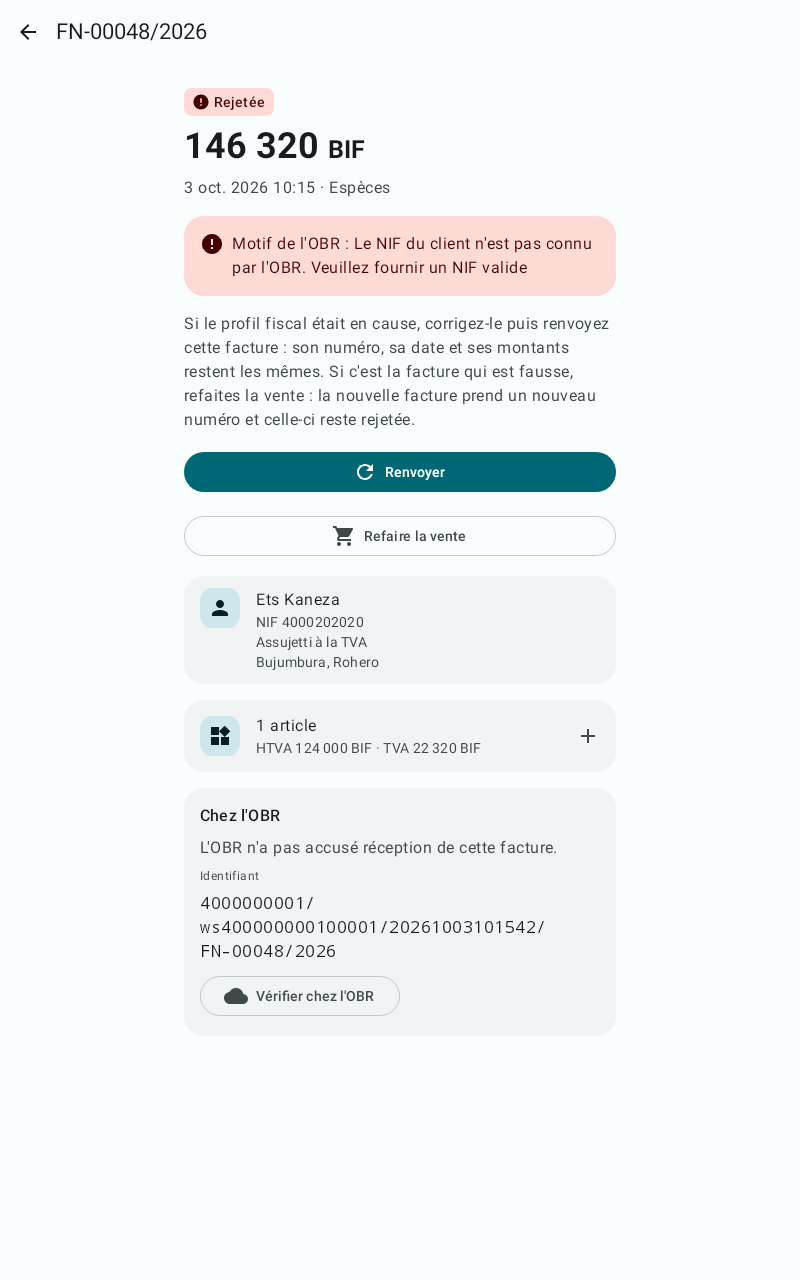 FN-00048/2026
Rejetée
146 320 BIF
3 oct. 2026 10:15 · Espèces
Motif de l'OBR : Le NIF du client n'est pas connu
par l'OBR. Veuillez fournir un NIF valide
Si le profil fiscal était en cause, corrigez-le puis renvoyez
cette facture : son numéro, sa date et ses montants
restent les mêmes. Si c'est la facture qui est fausse,
refaites la vente : la nouvelle facture prend un nouveau
numéro et celle-ci reste rejetée.
Renvoyer
Refaire la vente
Ets Kaneza
NIF 4000202020
Assujetti à la TVA
Bujumbura, Rohero
1 article
HTVA 124 000 BIF · TVA 22 320 BIF
Chez l'OBR
L'OBR n'a pas accusé réception de cette facture.
Identifiant
4000000001/
ws400000000100001/20261003101542/
FN-00048/2026
Vérifier chez l'OBR